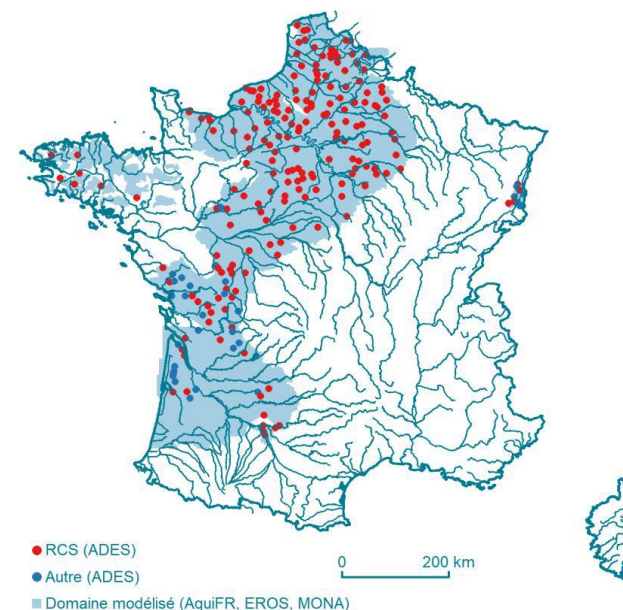 RCS (ADES)
0 200 km
Autre (ADES)
Domaine modélisé (AquiFR, EROS, MONA)